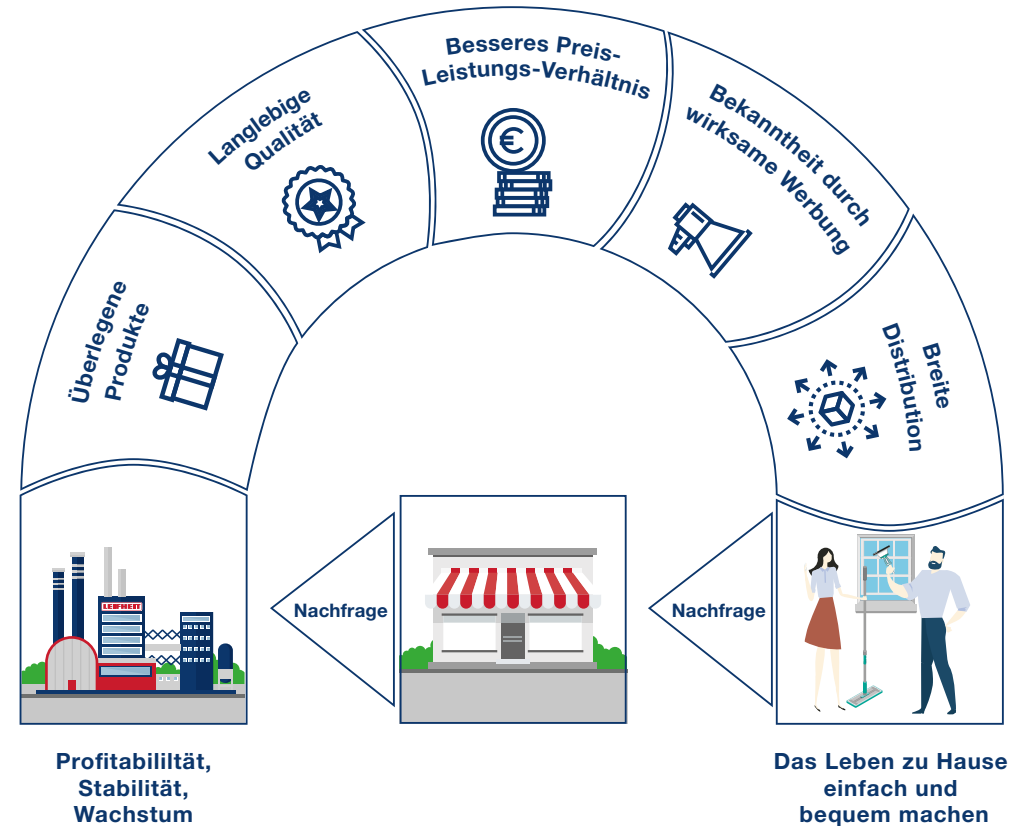 Besseres Preis-
Leistungs-Verhältnis
Langlebige
Qualität
Bekanntheit durch
wirksame Werbung
Überlegene
Produkte
Breite
Distribution
€
LEIFHEIT
Nachfrage
Nachfrage
Profitabililtät,
Stabilität,
Wachstum
Das Leben zu Hause
einfach und
bequem machen